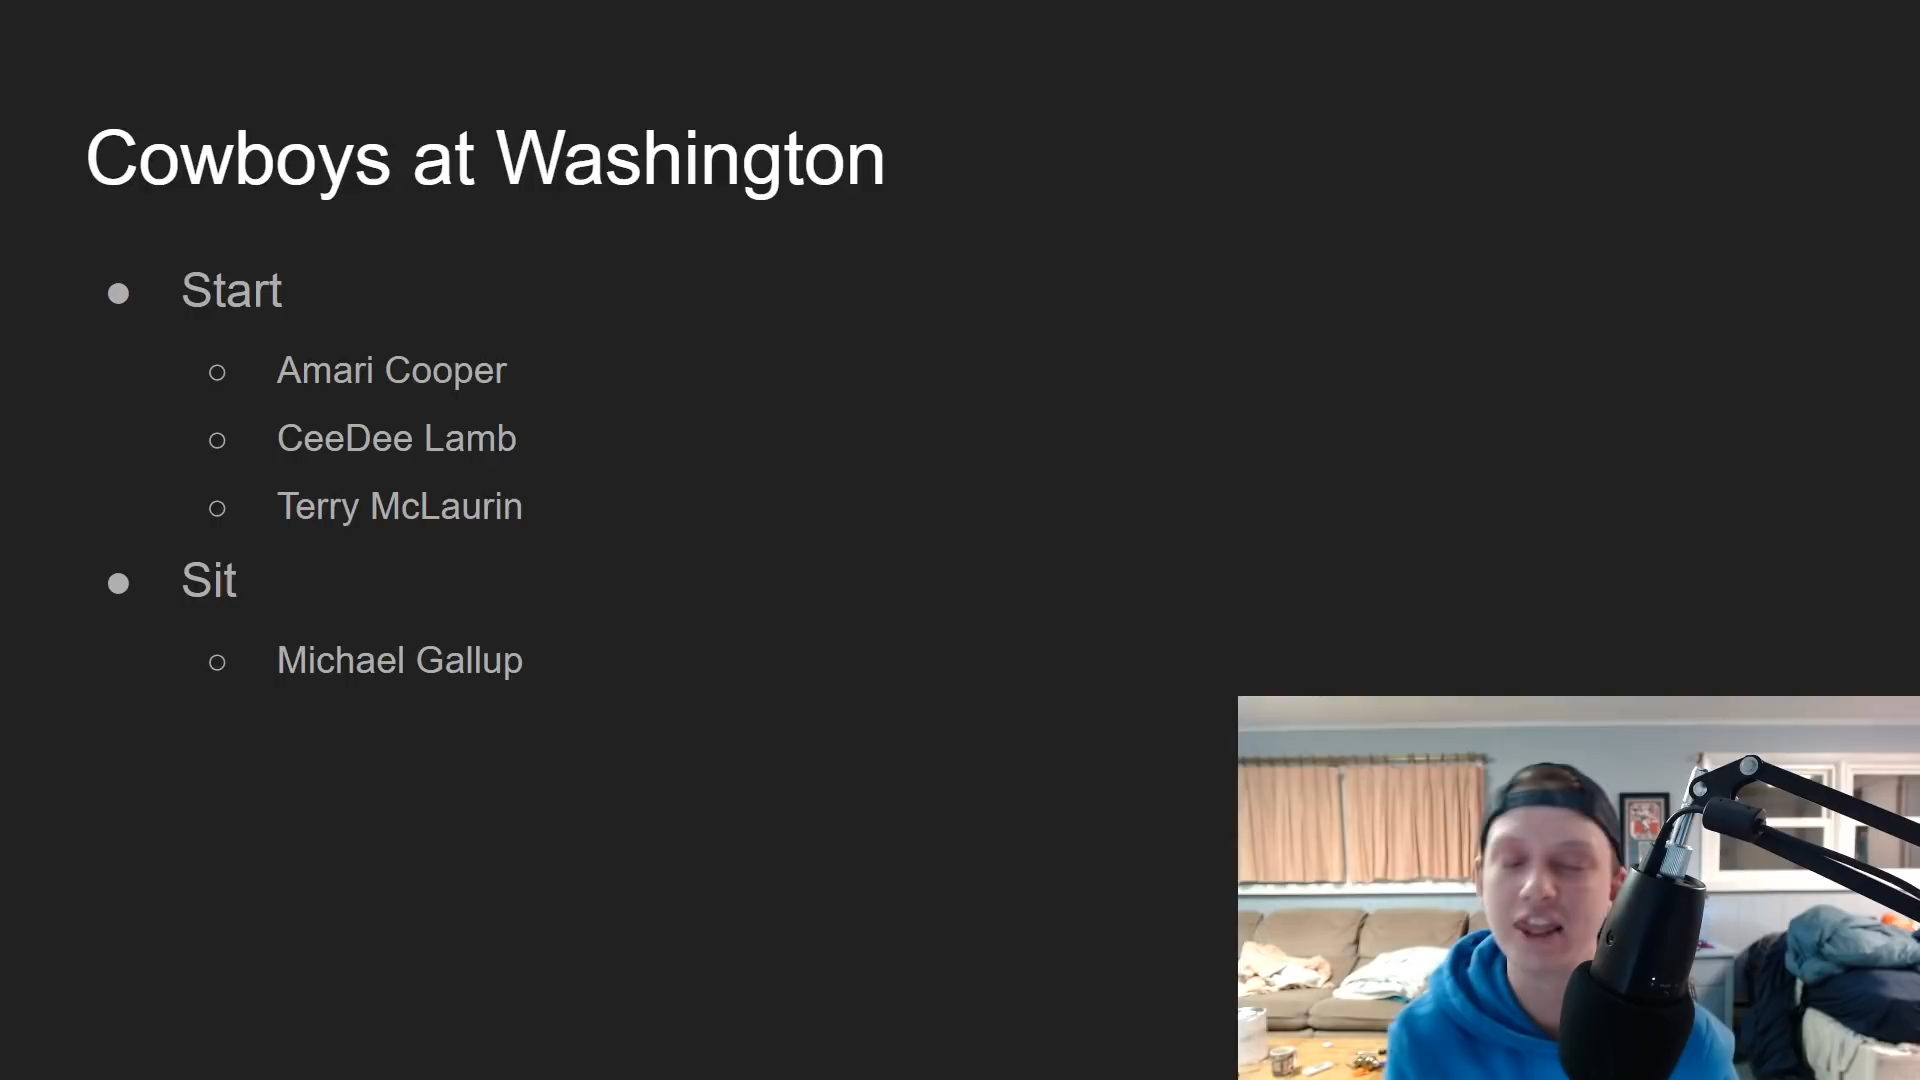 Cowboys at Washington
● Start
○ Amari Cooper
○ CeeDee Lamb
○ Terry McLaurin
● Sit
○ Michael Gallup